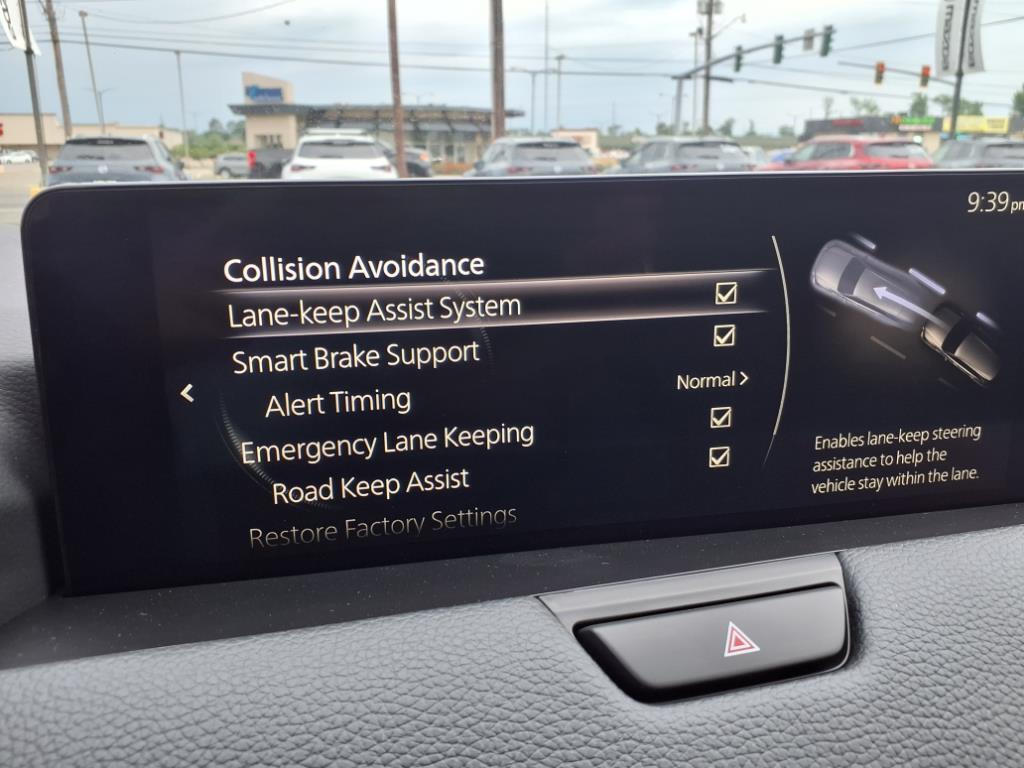 9:39 pm
Collision Avoidance
Lane-keep Assist System
Smart Brake Support
Alert Timing
Normal
Emergency Lane Keeping
Road Keep Assist
Restore Factory Settings
Enables lane-keep steering
assistance to help the
vehicle stay within the lane.